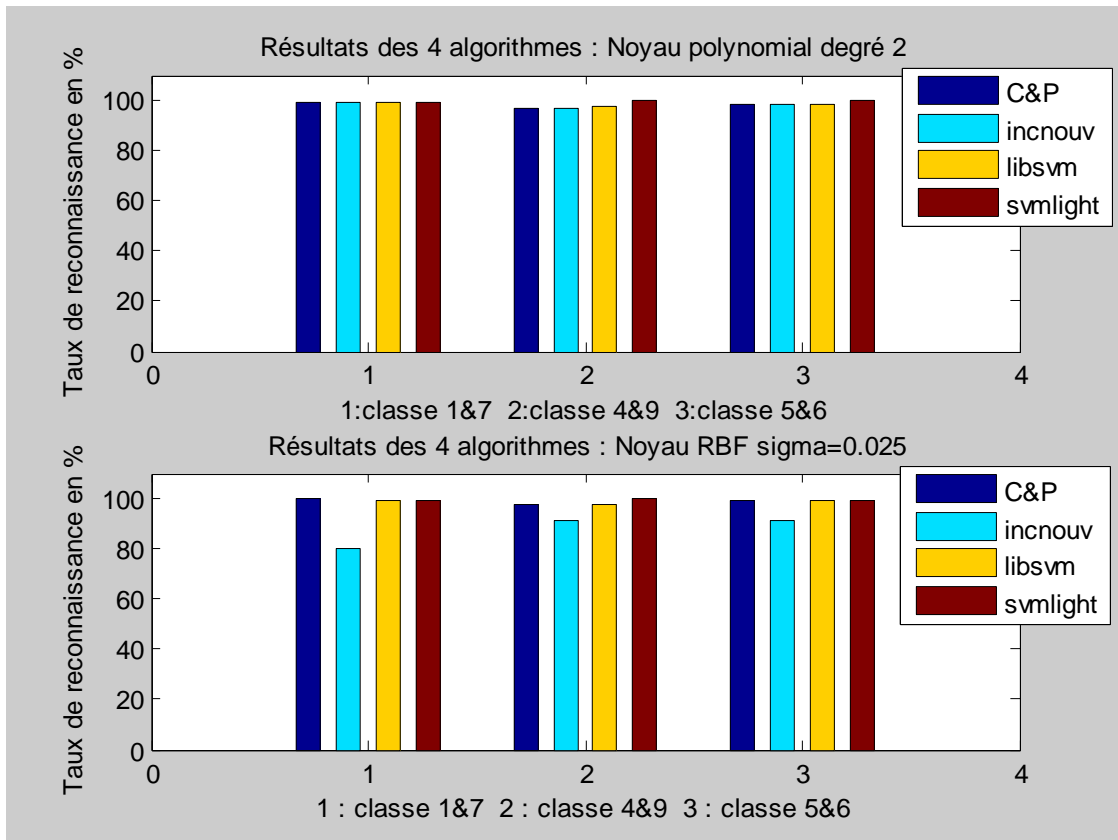 Résultats des 4 algorithmes : Noyau polynomial degré 2
Taux de reconnaissance en %
100
80
60
40
20
0
0
1
2
3
4
1:classe 1&7 2:classe 4&9 3:classe 5&6
C&P
incnouv
libsvm
svmlight
Résultats des 4 algorithmes : Noyau RBF sigma=0.025
Taux de reconnaissance en %
100
80
60
40
20
0
0
1
2
3
4
1 : classe 1&7 2 : classe 4&9 3 : classe 5&6
C&P
incnouv
libsvm
svmlight